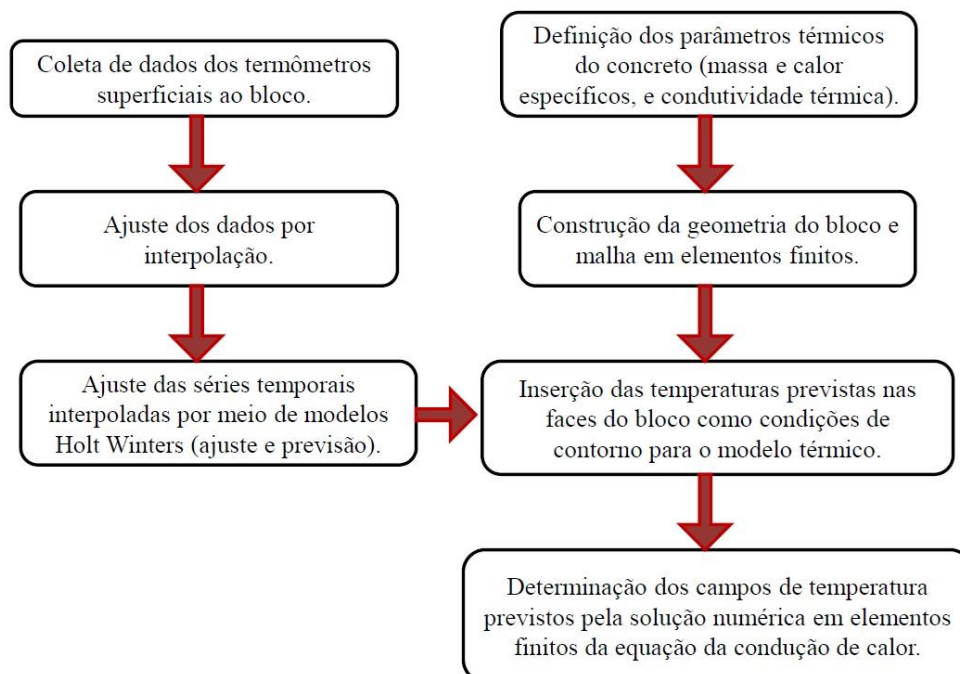 Coleta de dados dos termômetros
superficiais ao bloco.
Ajuste dos dados por
interpolação.
Ajuste das séries temporais
interpoladas por meio de modelos
Holt Winters (ajuste e previsão).
Definição dos parâmetros térmicos
do concreto (massa e calor
específicos, e condutividade térmica).
Construção da geometria do bloco e
malha em elementos finitos.
Inserção das temperaturas previstas nas
faces do bloco como condições de
contorno para o modelo térmico.
Determinação dos campos de temperatura
previstos pela solução numérica em elementos
finitos da equação da condução de calor.